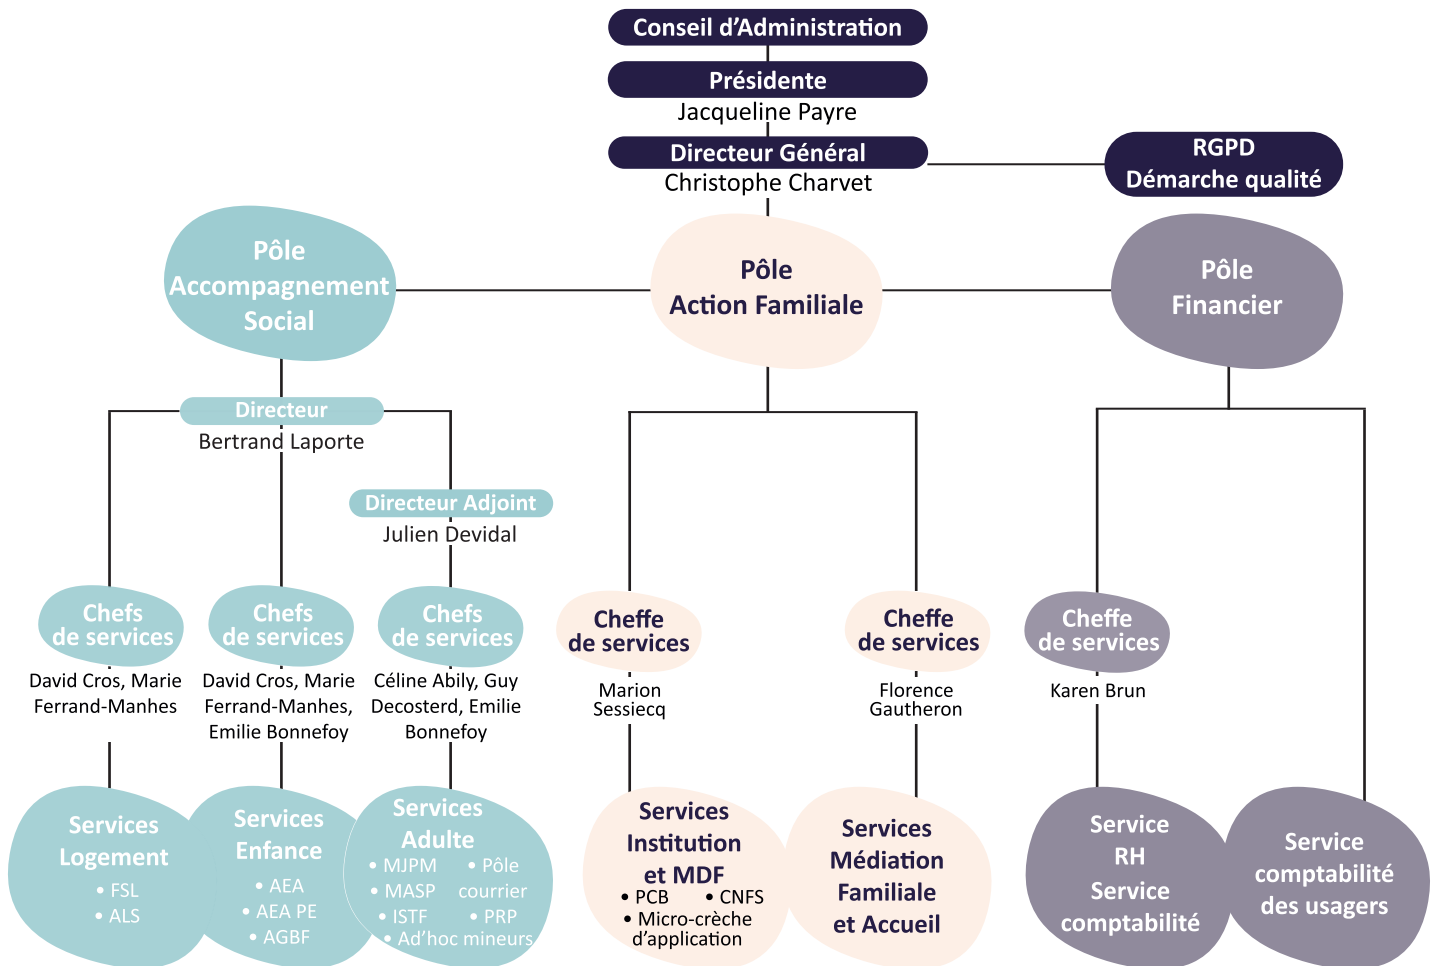 Conseil d'Administration
Présidente
Jacqueline Payre
Directeur Général
Christophe Charvet
RGPD
Démarche qualité
Pôle
Accompagnement
Social
Pôle
Action Familiale
Pôle
Financier
Directeur
Bertrand Laporte
Directeur Adjoint
Julien Devidal
Chefs
de services
David Cros, Marie
Ferrand-Manhes
Chefs
de services
David Cros, Marie
Ferrand-Manhes,
Emilie Bonnefoy
Chefs
de services
Céline Abily, Guy
Decosterd, Emilie
Bonnefoy
Cheffe
de services
Marion
Sessiecq
Cheffe
de services
Florence
Gautheron
Cheffe
de services
Karen Brun
Services
Logement
• FSL
• ALS
Services
Enfance
• AEA
• AEA PE
• AGBF
Services
Adulte
• MJPM • Pôle
• MASP courrier
• ISTF • PRP
• Ad'hoc mineurs
Services
Institution
et MDF
• PCB • CNFS
• Micro-crèche
d'application
Services
Médiation
Familiale
et Accueil
Service
RH
Service
comptabilité
Service
comptabilité
des usagers